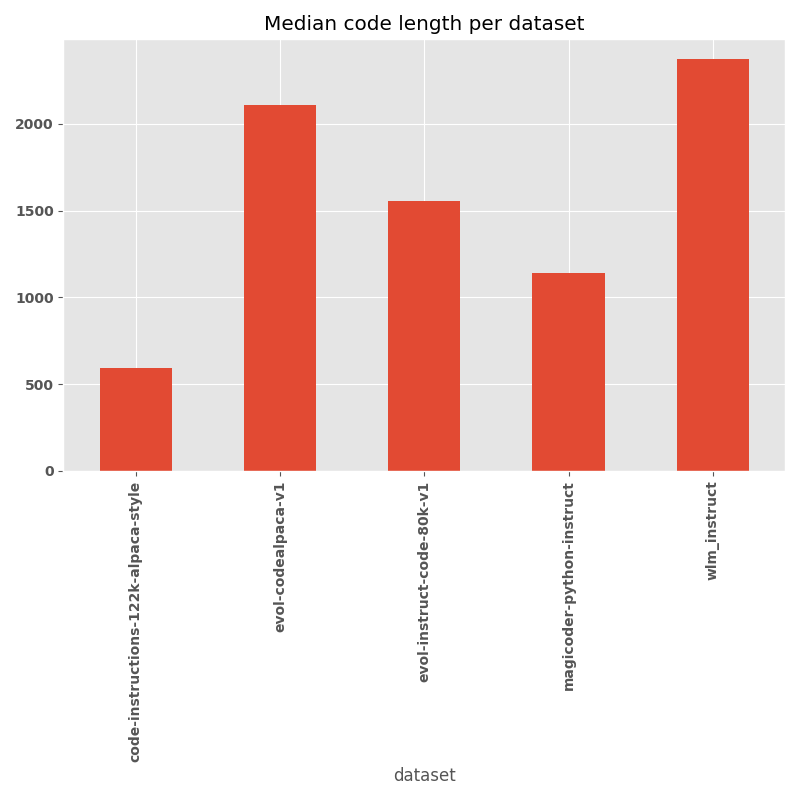 Median code length per dataset
2000
1500
1000
500
0
code-instructions-122k-alpaca-style
evol-codealpaca-v1
evol-instruct-code-80k-v1
magicoder-python-instruct
wlm_instruct
dataset